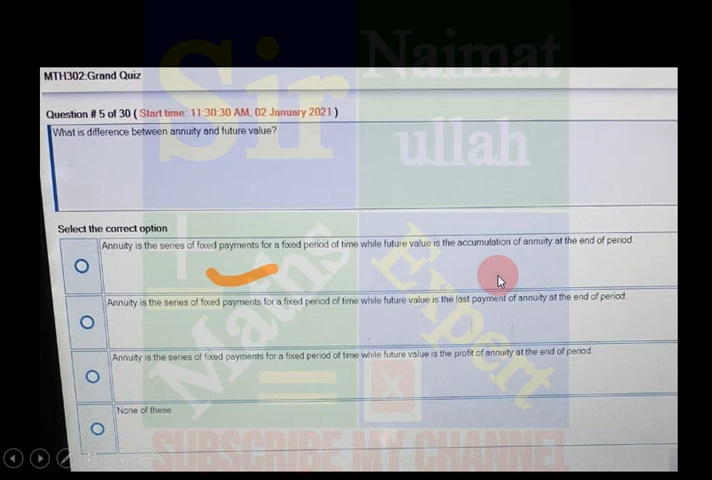 Sir
Naimat
ullah
MTH302:Grand Quiz
Question # 5 of 30 ( Start time: 11:30:30 AM, 02 January 2021 )
What is difference between annuity and future value?
Select the correct option
Annuity is the series of fixed payments for a fixed period of time while future value is the accumulation of annuity at the end of period.
Annuity is the series of fixed payments for a fixed period of time while future value is the last payment of annuity at the end of period.
Annuity is the series of fixed payments for a fixed period of time while future value is the profit of annuity at the end of period.
None of these
Maths
Expert
SUBSCRIBE MY CHANNEL